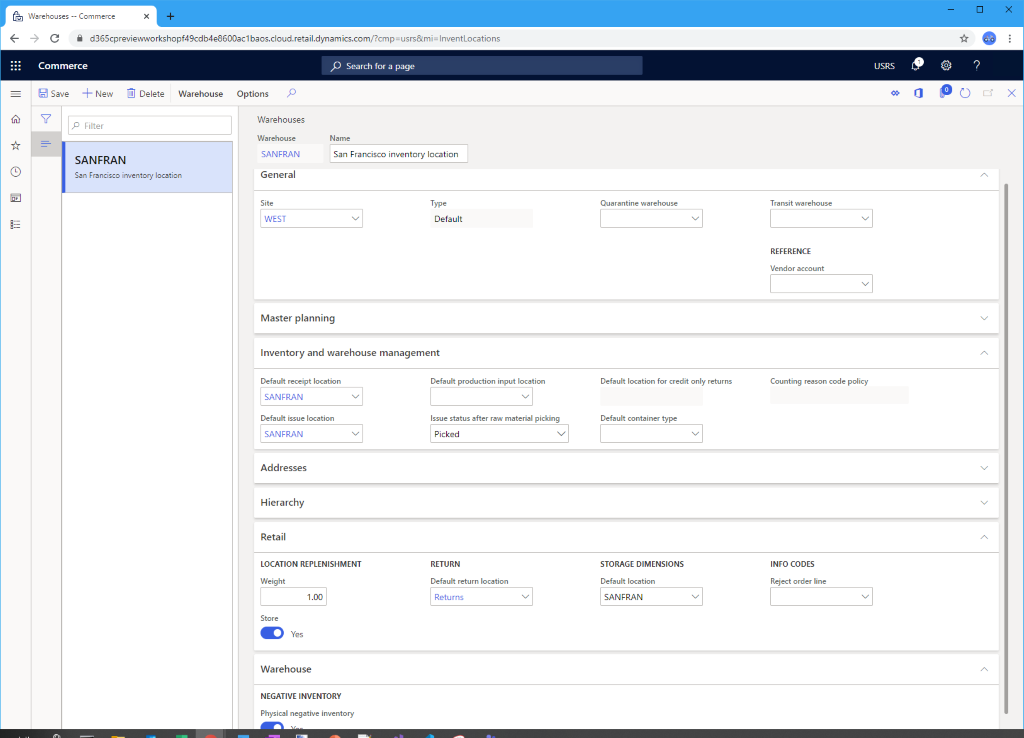 Warehouses -- Commerce
d365cpreviewworkshopf49cdb4e8600ac1baos.cloud.retail.dynamics.com/?cmp=usrs&mi=InventLocations
Commerce
Search for a page
USRS
1
?
Save
New
Delete
Warehouse
Options
0
Filter
SANFRAN
San Francisco inventory location
Warehouses
Warehouse
Name
SANFRAN
San Francisco inventory location
General
Site
Type
Quarantine warehouse
Transit warehouse
WEST
Default
REFERENCE
Vendor account
Master planning
Inventory and warehouse management
Default receipt location
Default production input location
Default location for credit only returns
Counting reason code policy
SANFRAN
Default issue location
Issue status after raw material picking
Default container type
SANFRAN
Picked
Addresses
Hierarchy
Retail
LOCATION REPLENISHMENT
RETURN
STORAGE DIMENSIONS
INFO CODES
Weight
Default return location
Default location
Reject order line
1.00
Returns
SANFRAN
Store
Yes
Warehouse
NEGATIVE INVENTORY
Physical negative inventory
Yes